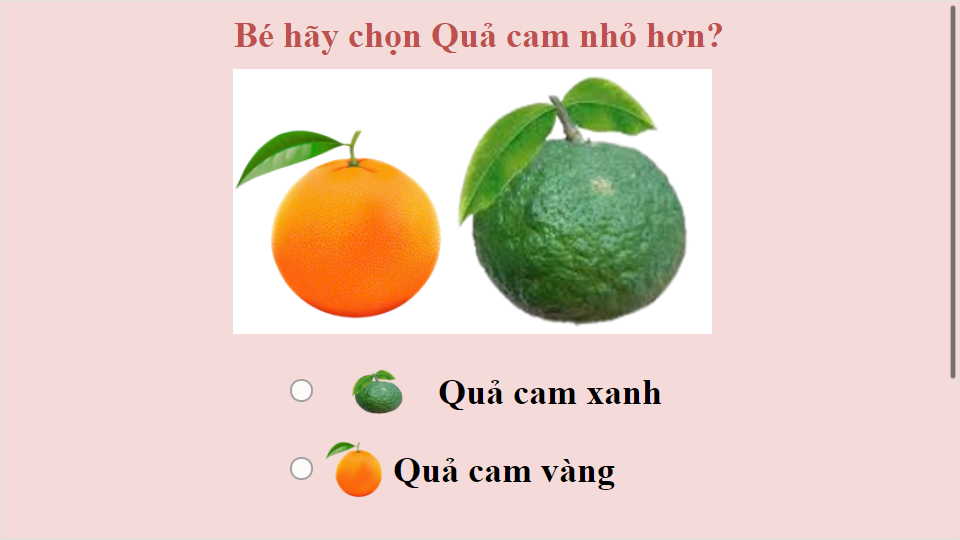 Bé hãy chọn Quả cam nhỏ hơn?
Quả cam xanh
Quả cam vàng